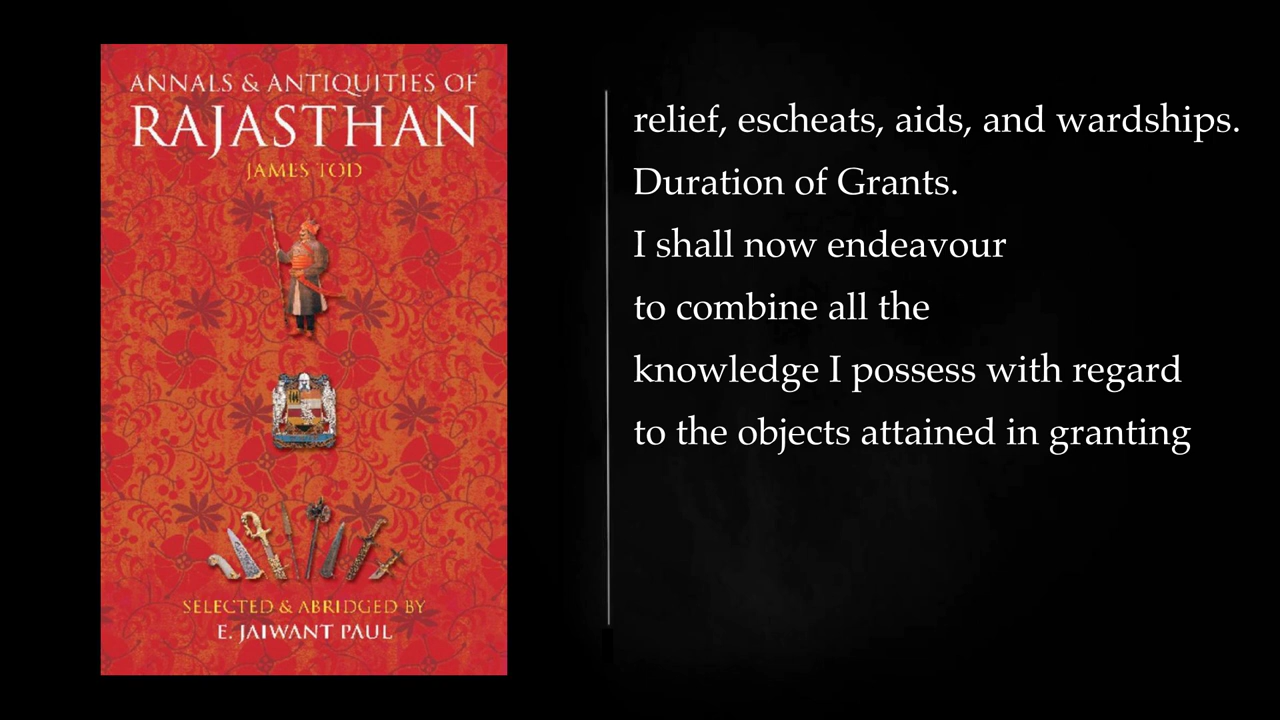 ANNALS & ANTIQUITIES OF
RAJASTHAN
JAMES TOD
SELECTED & ABRIDGED BY
E. JAIWANT PAUL
relief, escheats, aids, and wardships.
Duration of Grants.
I shall now endeavour
to combine all the
knowledge I possess with regard
to the objects attained in granting